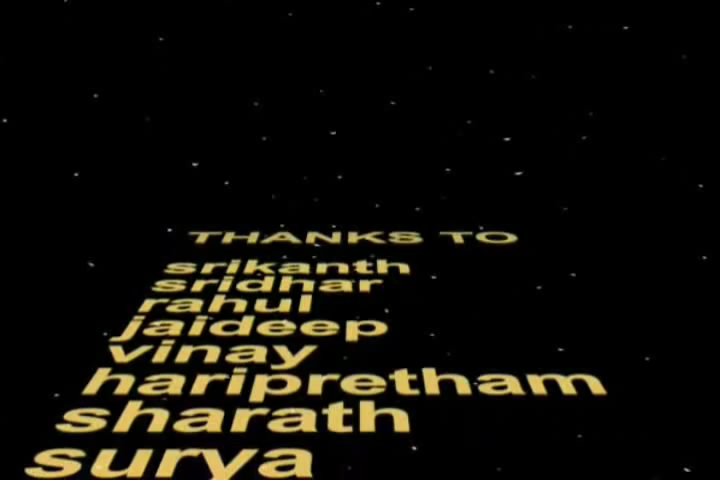 THANKS TO
srikanth
sridhar
rahul
jaideep
vinay
haripretham
sharath
surya